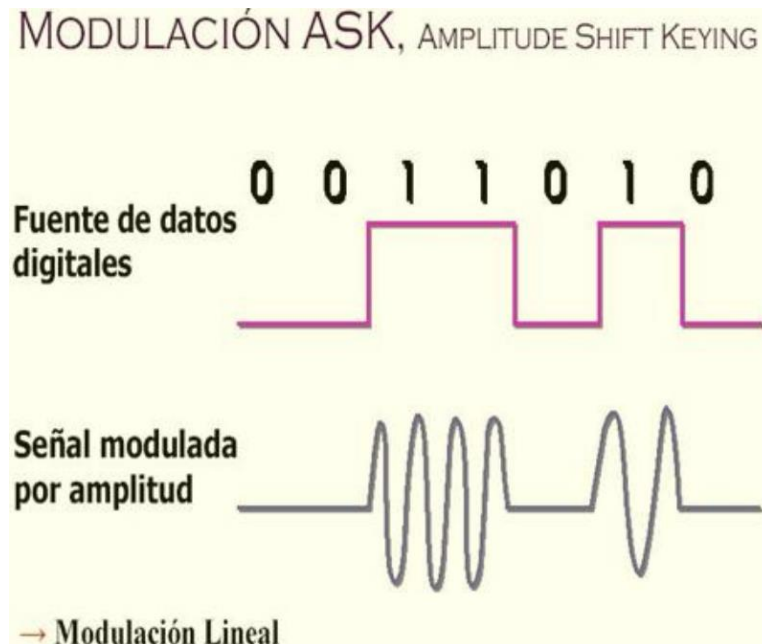 MODULACIÓN ASK, AMPLITUDE SHIFT KEYING
0 0 1 1 0 1 0
Fuente de datos
digitales
Señal modulada
por amplitud
→ Modulación Lineal